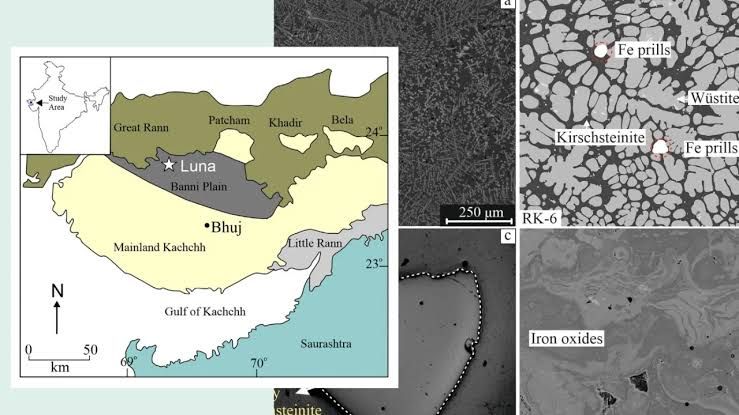 Study
Area
Great Rann
Patcham
Khadir
Bela
24°
Luna
Banni Plain
Bhuj
Mainland Kachchh
Little Rann
23°
N
Gulf of Kachchh
Saurashtra
0
50
km
69°
70°
a
250 µm
Fe prills
Wüstite
Kirschsteinite
Fe prills
RK-6
c
Iron oxides